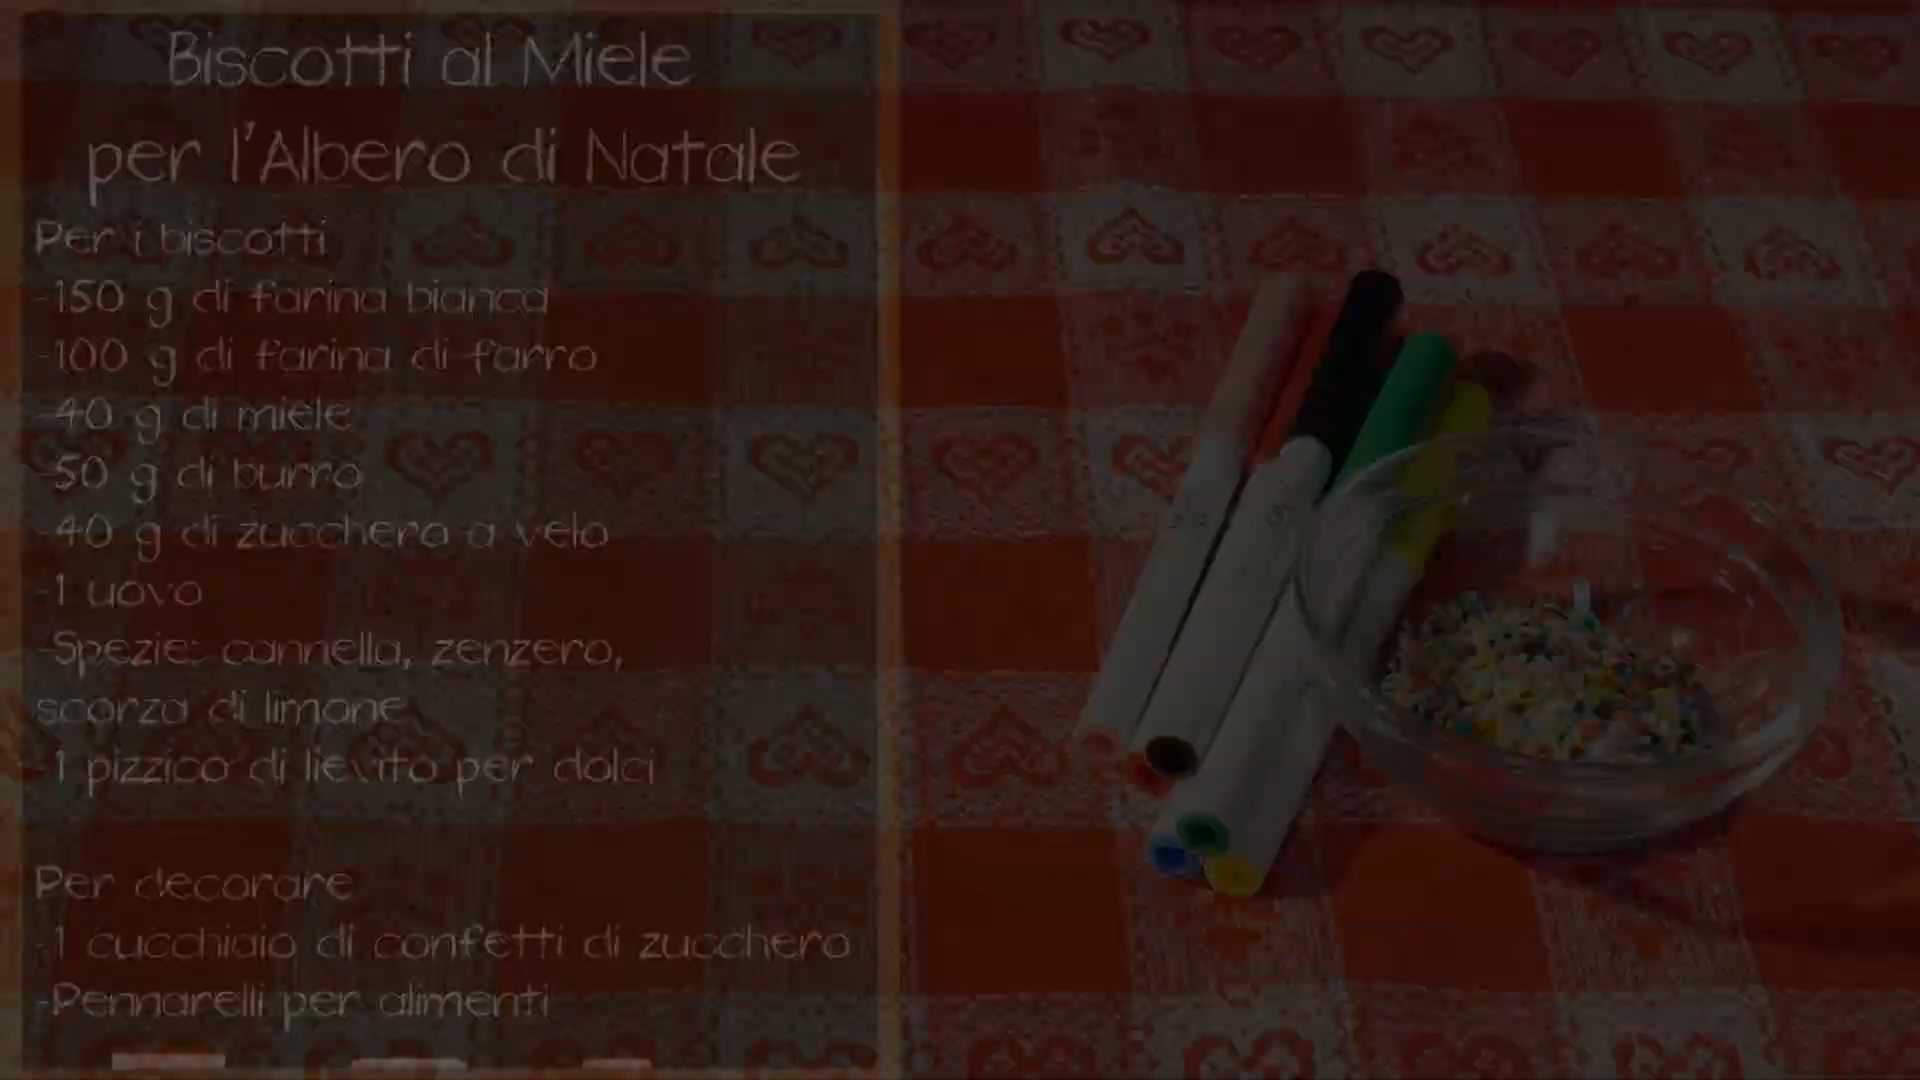 Biscotti al Miele
per l'Albero di Natale
Per i biscotti
-150 g di farina bianca
-100 g di farina di farro
-40 g di miele
-50 g di burro
-40 g di zucchero a velo
-1 uovo
-Spezie: cannella, zenzero,
scorza di limone
-1 pizzico di lievito per dolci
Per decorare
-1 cucchiaio di confetti di zucchero
-Pennarelli per alimenti